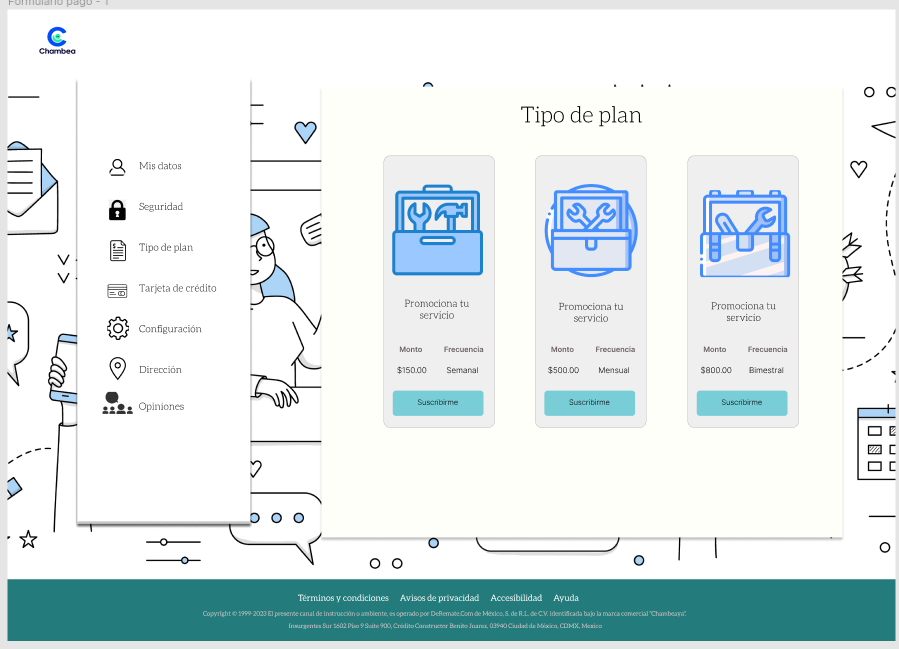 Formulario pago - 1
Chambea
Mis datos
Seguridad
Tipo de plan
Tarjeta de crédito
Configuración
Dirección
Opiniones
Tipo de plan
Promociona tu
servicio
Monto Frecuencia
$150.00 Semanal
Suscribirme
Promociona tu
servicio
Monto Frecuencia
$500.00 Mensual
Suscribirme
Promociona tu
servicio
Monto Frecuencia
$800.00 Bimestral
Suscribirme
Términos y condiciones Avisos de privacidad Accesibilidad Ayuda
Copyright © 1999-2023 El presente canal de instrucción o ambiente, es operado por DeRemate.Com de México, S. de R.L. de C.V. identificada bajo la marca comercial "Chambeaya".
Insurgentes Sur 1602 Piso 9 Suite 900, Crédito Constructor Benito Juarez, 03940 Ciudad de México, CDMX, Mexico